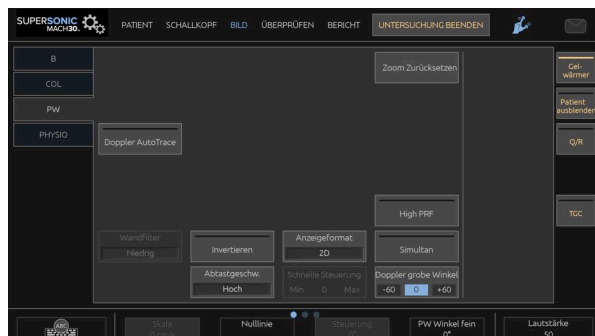 SUPERSONIC
MACH30.
PATIENT SCHALLKOPF BILD ÜBERPRÜFEN BERICHT UNTERSUCHUNG BEENDEN
B
COL
PW
PHYSIO
Zoom Zurücksetzen
Gel-
wärmer
Patient
ausblenden
Doppler AutoTrace
Q/R
High PRF
TGC
Wandfilter
Niedrig
Invertieren
Anzeigeformat
2D
Simultan
Abtastgeschw.
Hoch
Schnelle Steuerung
Min 0 Max
Doppler grobe Winkel
-60 0 +60
ABC
Skala
Nulllinie
Steuerung
0°
PW Winkel fein
0°
Lautstärke
50